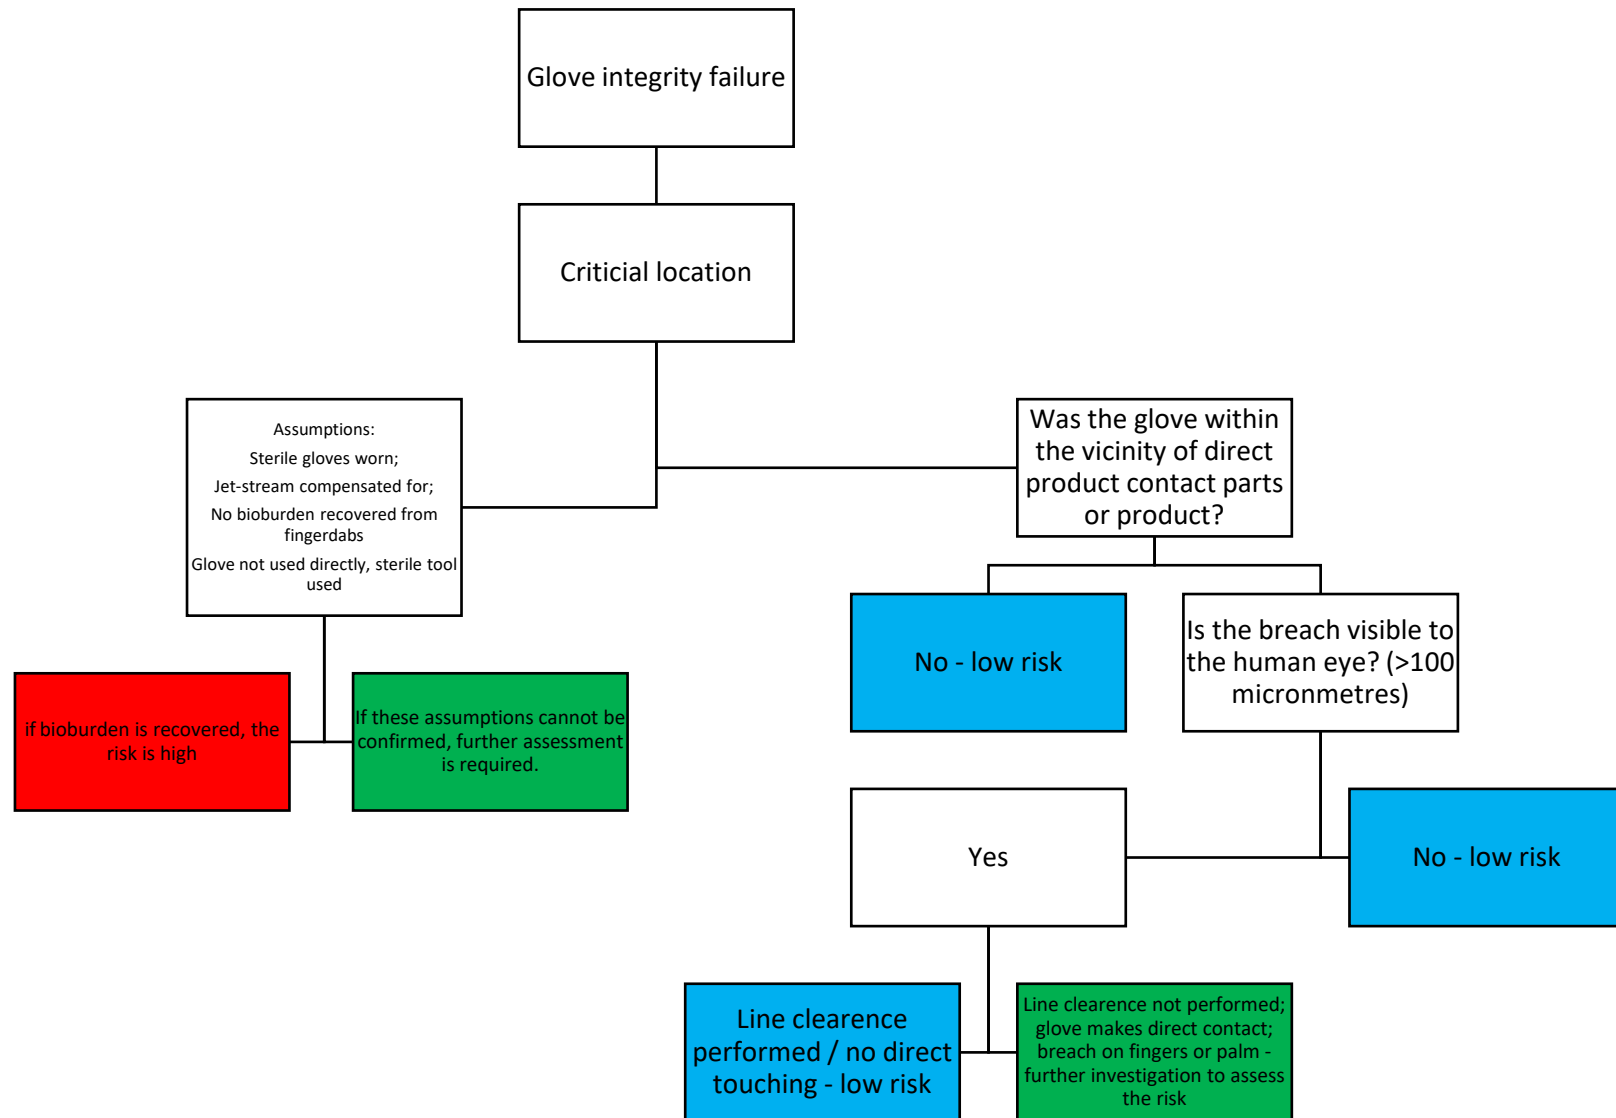 Glove integrity failure
Criticial location
Assumptions:
Sterile gloves worn;
Jet-stream compensated for;
No bioburden recovered from
fingerdabs
Glove not used directly, sterile tool
used
Was the glove within
the vicinity of direct
product contact parts
or product?
if bioburden is recovered, the
risk is high
If these assumptions cannot be
confirmed, further assessment
is required.
No - low risk
Is the breach visible to
the human eye? (>100
micronmetres)
Yes
No - low risk
Line clearence
performed / no direct
touching - low risk
Line clearence not performed;
glove makes direct contact;
breach on fingers or palm -
further investigation to assess
the risk